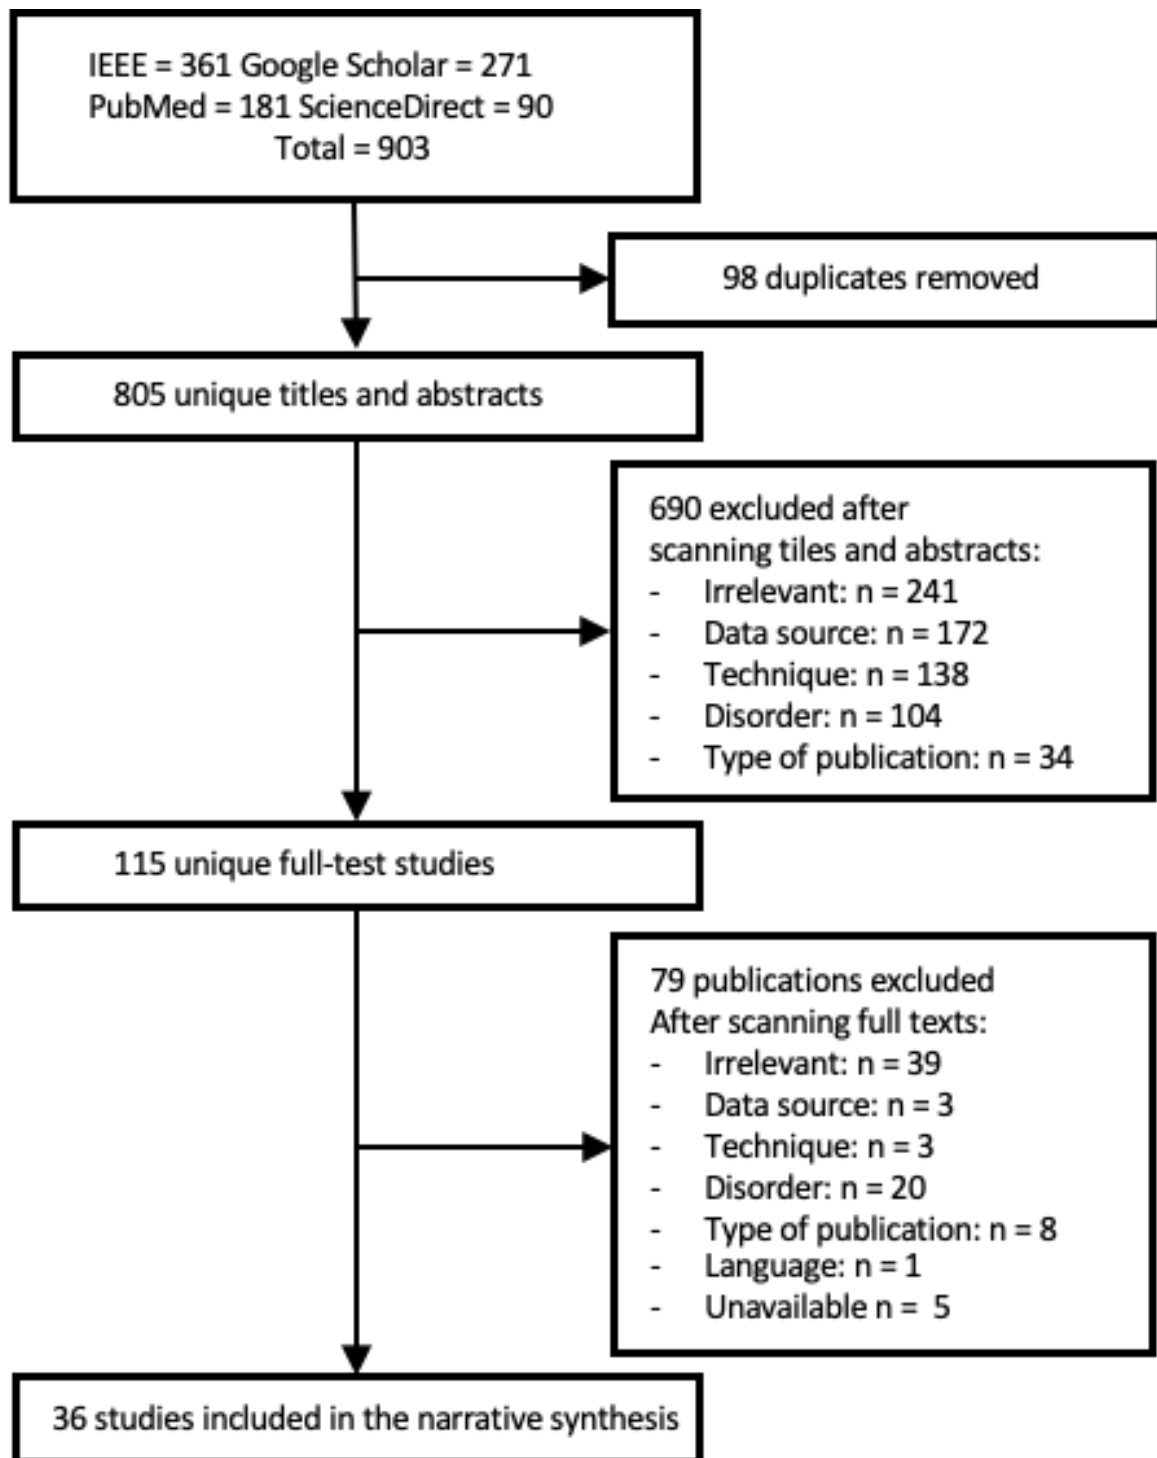 IEEE = 361 Google Scholar = 271
PubMed = 181 ScienceDirect = 90
Total = 903
98 duplicates removed
805 unique titles and abstracts
690 excluded after
scanning tiles and abstracts:
- Irrelevant: n = 241
- Data source: n = 172
- Technique: n = 138
- Disorder: n = 104
- Type of publication: n = 34
115 unique full-test studies
79 publications excluded
After scanning full texts:
- Irrelevant: n = 39
- Data source: n = 3
- Technique: n = 3
- Disorder: n = 20
- Type of publication: n = 8
- Language: n = 1
- Unavailable n = 5
36 studies included in the narrative synthesis